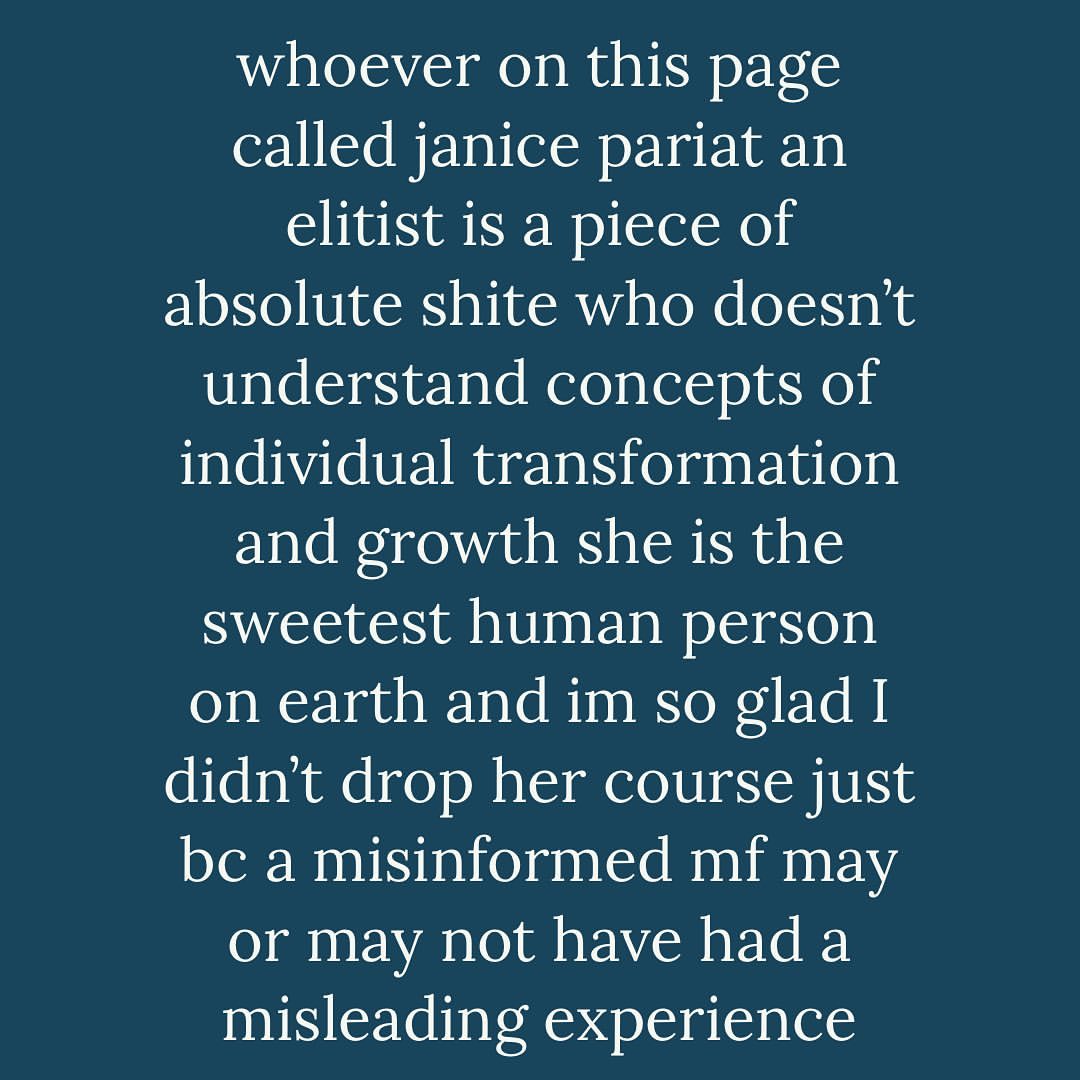 whoever on this page
called janice pariat an
elitist is a piece of
absolute shite who doesn’t
understand concepts of
individual transformation
and growth she is the
sweetest human person
on earth and im so glad I
didn’t drop her course just
bc a misinformed mf may
or may not have had a
misleading experience